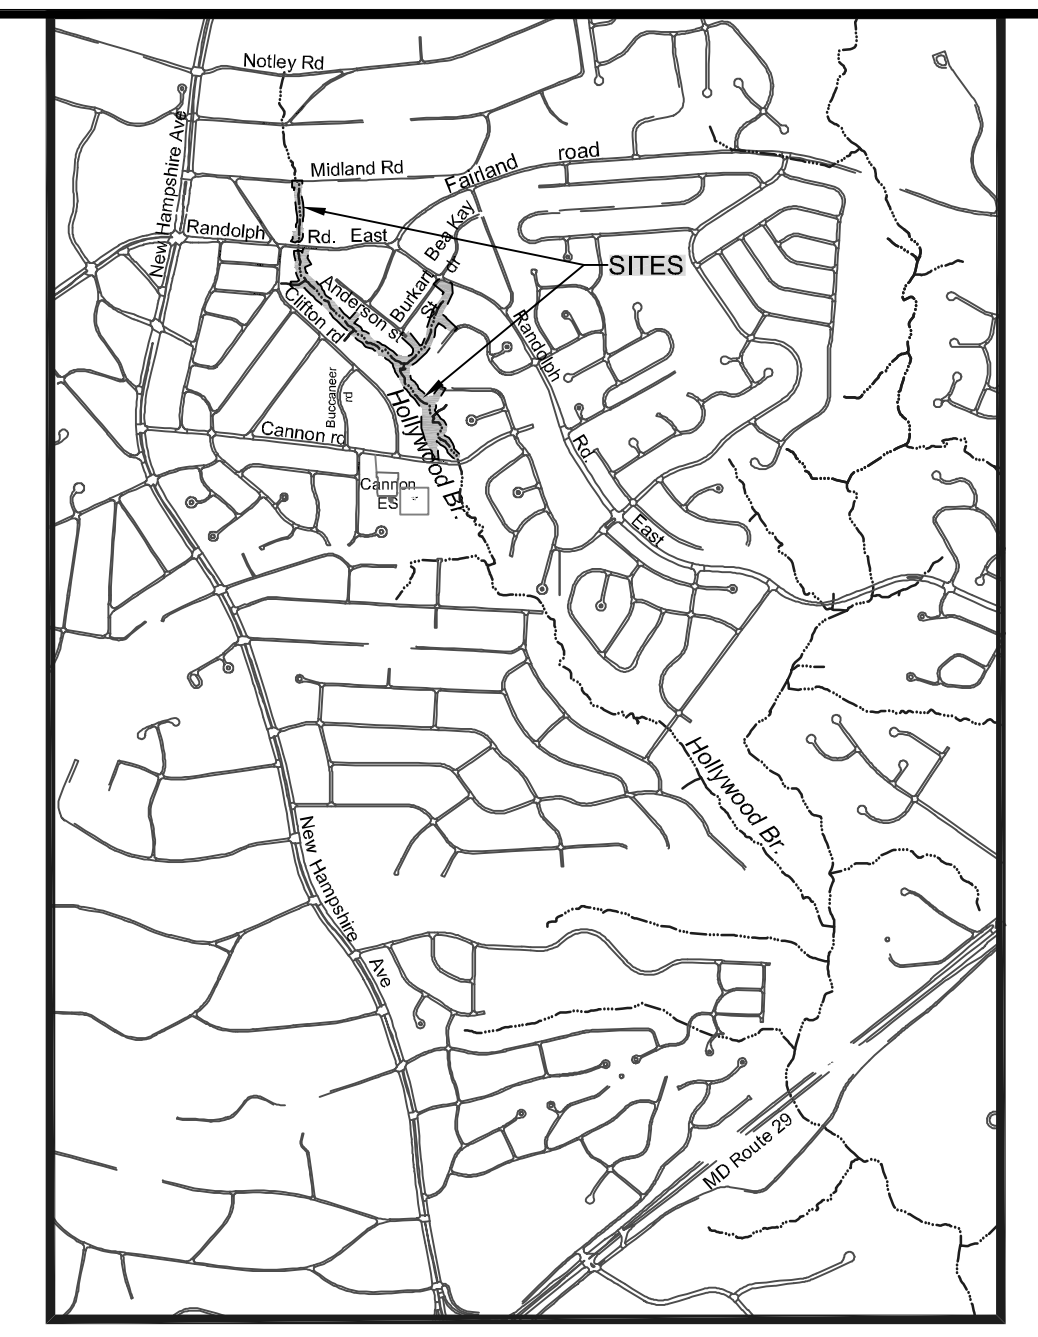 Notley Rd
New Hampshire Ave
Midland Rd
Fairland road
Randolph Rd. East
Bea Kay dr
SITES
Burkart St
Anderson st
Clifton rd
Randolph Rd. East
Buccaneer
rd
Cannon rd
Hollywood Br.
Cannon
ES
Hollywood Br.
New Hampshire Ave
MD Route 29